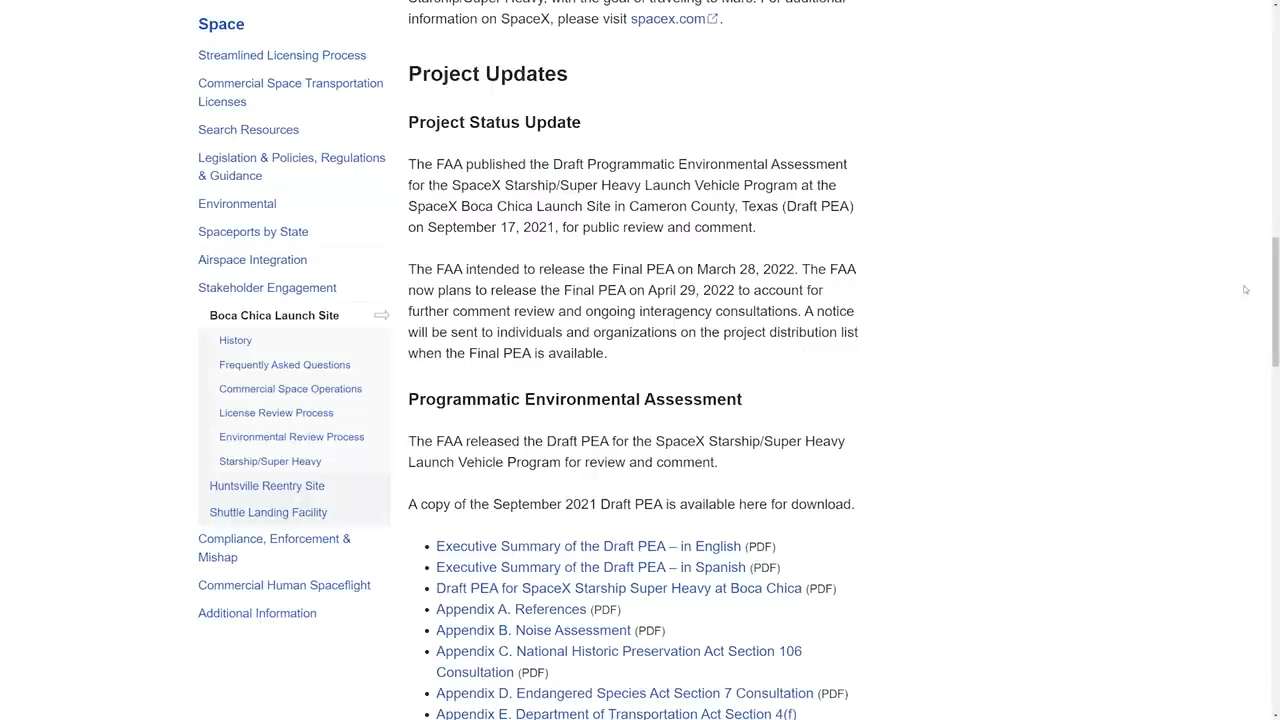 Space
Streamlined Licensing Process
Commercial Space Transportation
Licenses
Search Resources
Legislation & Policies, Regulations
& Guidance
Environmental
Spaceports by State
Airspace Integration
Stakeholder Engagement
Boca Chica Launch Site
History
Frequently Asked Questions
Commercial Space Operations
License Review Process
Environmental Review Process
Starship/Super Heavy
Huntsville Reentry Site
Shuttle Landing Facility
Compliance, Enforcement &
Mishap
Commercial Human Spaceflight
Additional Information
Starship/Super Heavy, with the goal of traveling to Mars. For additional
information on SpaceX, please visit spacex.com.
Project Updates
Project Status Update
The FAA published the Draft Programmatic Environmental Assessment
for the SpaceX Starship/Super Heavy Launch Vehicle Program at the
SpaceX Boca Chica Launch Site in Cameron County, Texas (Draft PEA)
on September 17, 2021, for public review and comment.
The FAA intended to release the Final PEA on March 28, 2022. The FAA
now plans to release the Final PEA on April 29, 2022 to account for
further comment review and ongoing interagency consultations. A notice
will be sent to individuals and organizations on the project distribution list
when the Final PEA is available.
Programmatic Environmental Assessment
The FAA released the Draft PEA for the SpaceX Starship/Super Heavy
Launch Vehicle Program for review and comment.
A copy of the September 2021 Draft PEA is available here for download.
• Executive Summary of the Draft PEA – in English (PDF)
• Executive Summary of the Draft PEA – in Spanish (PDF)
• Draft PEA for SpaceX Starship Super Heavy at Boca Chica (PDF)
• Appendix A. References (PDF)
• Appendix B. Noise Assessment (PDF)
• Appendix C. National Historic Preservation Act Section 106
Consultation (PDF)
• Appendix D. Endangered Species Act Section 7 Consultation (PDF)
• Appendix E. Department of Transportation Act Section 4(f)